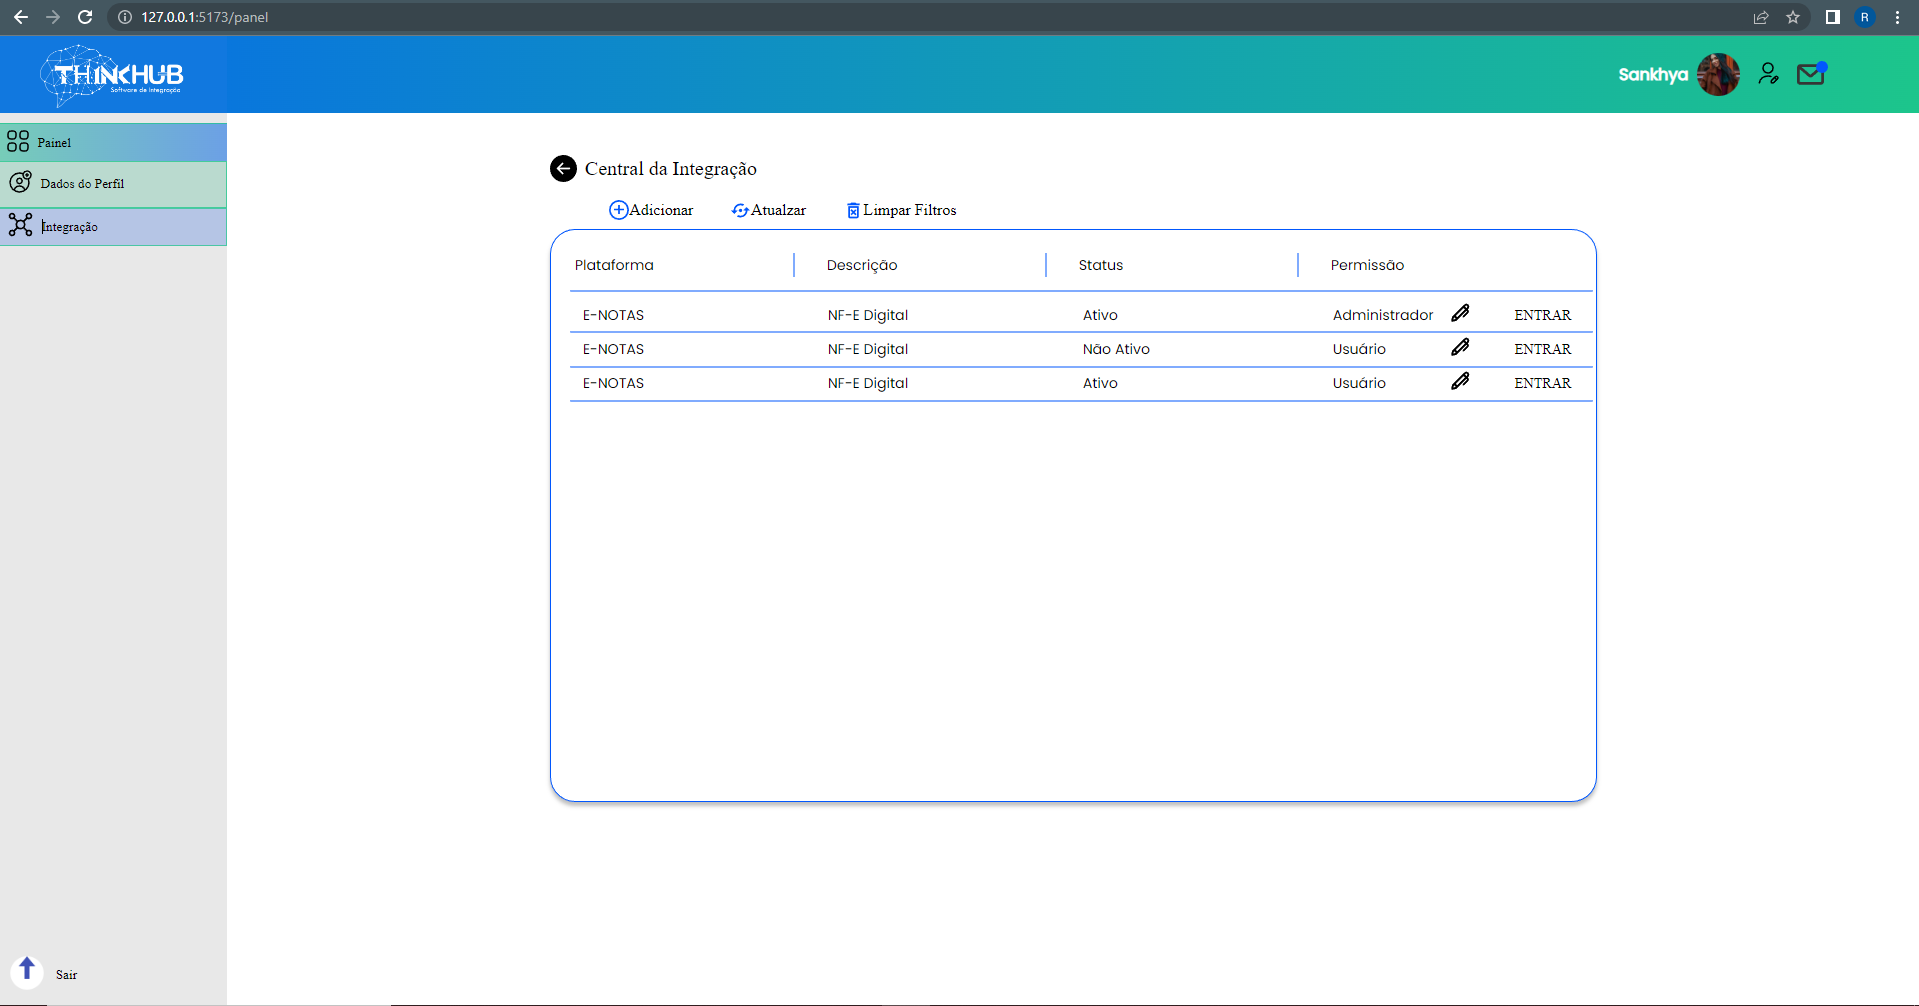 127.0.0.1:5173/panel
R
THINKHUB
Software de Integração
Sankhya
Painel
Dados do Perfil
Integração
Central da Integração
Adicionar Atualzar Limpar Filtros
Plataforma Descrição Status Permissão
E-NOTAS NF-E Digital Ativo Administrador ENTRAR
E-NOTAS NF-E Digital Não Ativo Usuário ENTRAR
E-NOTAS NF-E Digital Ativo Usuário ENTRAR
Sair